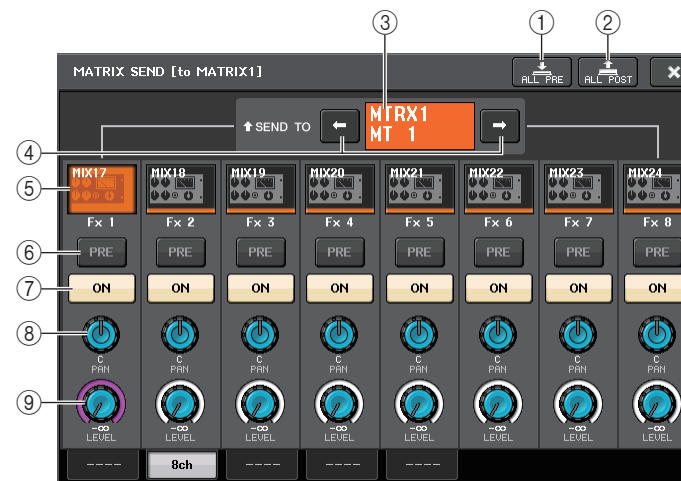 ① ② ③
MATRIX SEND [to MATRIX1] ALL PRE ALL POST ×
SEND TO MTRX1
MT 1
④
⑤ MIX17 MIX18 MIX19 MIX20 MIX21 MIX22 MIX23 MIX24
Fx 1 Fx 2 Fx 3 Fx 4 Fx 5 Fx 6 Fx 7 Fx 8
⑥ PRE PRE PRE PRE PRE PRE PRE PRE
⑦ ON ON ON ON ON ON ON ON
⑧
C C C C C C C C
PAN PAN PAN PAN PAN PAN PAN PAN
⑨
-∞ -∞ -∞ -∞ -∞ -∞ -∞ -∞
LEVEL LEVEL LEVEL LEVEL LEVEL LEVEL LEVEL LEVEL
---- 8ch ---- ---- ----